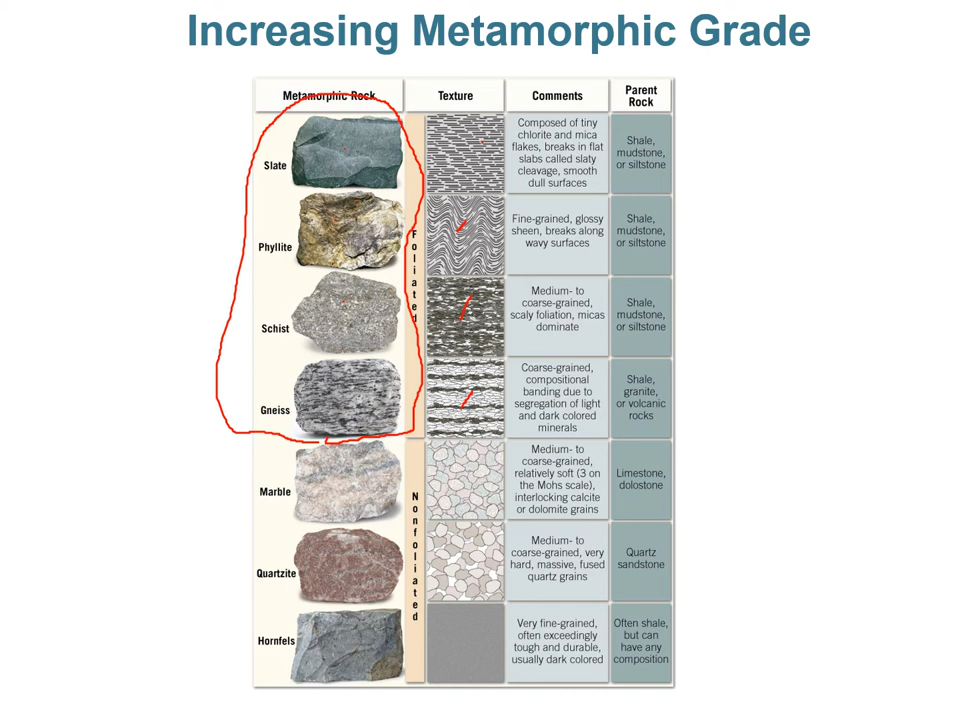 Increasing Metamorphic Grade
Metamorphic Rock
Texture
Comments
Parent
Rock
Slate
Composed of tiny
chlorite and mica
flakes, breaks in flat
slabs called slaty
cleavage, smooth
dull surfaces
Shale,
mudstone,
or siltstone
Phyllite
Fine-grained, glossy
sheen, breaks along
wavy surfaces
Shale,
mudstone,
or siltstone
Foliated
Schist
Medium- to
coarse-grained,
scaly foliation, micas
dominate
Shale,
mudstone,
or siltstone
Gneiss
Coarse-grained,
compositional
banding due to
segregation of light
and dark colored
minerals
Shale,
granite,
or volcanic
rocks
Marble
Medium- to
coarse-grained,
relatively soft (3 on
the Mohs scale),
interlocking calcite
or dolomite grains
Limestone,
dolostone
Nonfoliated
Quartzite
Medium- to
coarse-grained, very
hard, massive, fused
quartz grains
Quartz
sandstone
Hornfels
Very fine-grained,
often exceedingly
tough and durable,
usually dark colored
Often shale,
but can
have any
composition